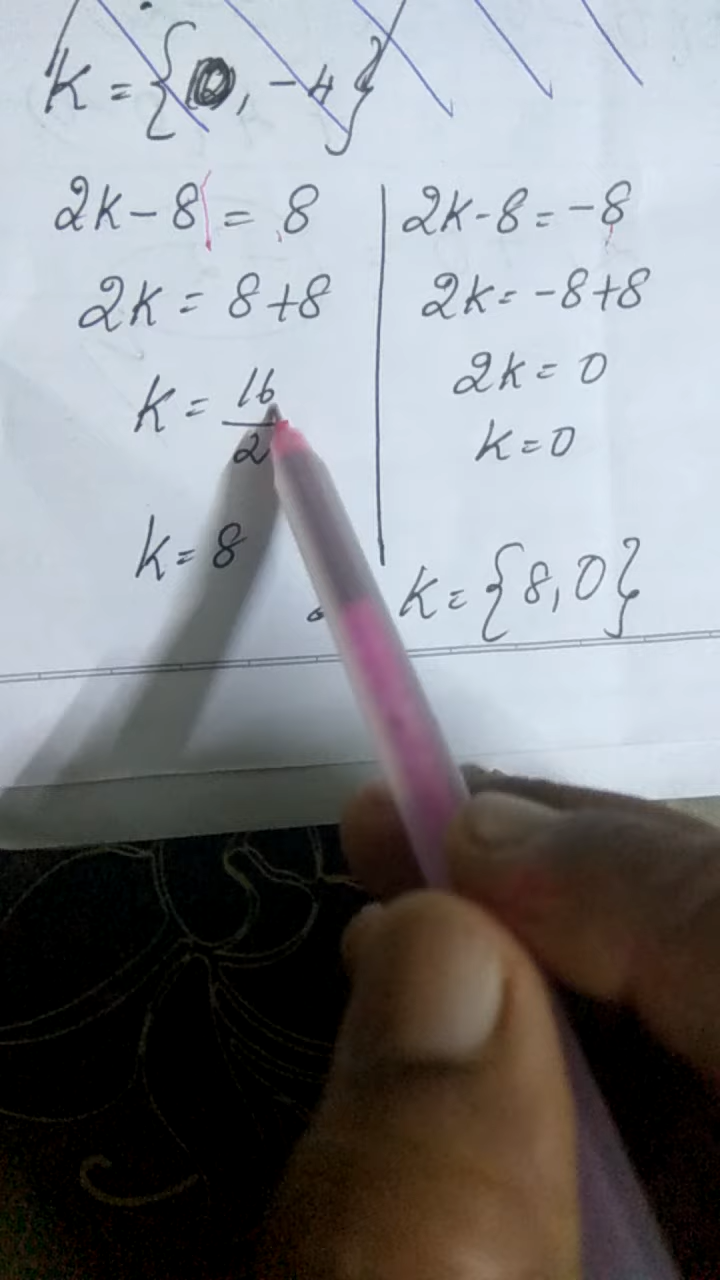 K = {0, -4}
2K - 8 = 8
2K = 8+8
K = 16/2
K = 8
2K - 8 = -8
2K = -8+8
2K = 0
K = 0
K = {8, 0}